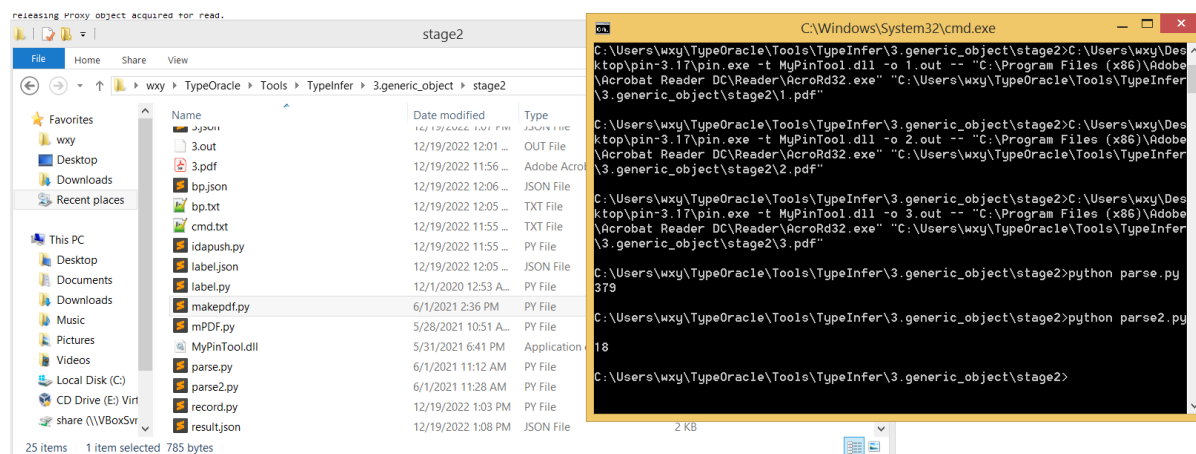 releasing Proxy object acquired for read.
stage2
File Home Share View
wxy ▸ TypeOracle ▸ Tools ▸ TypeInfer ▸ 3.generic_object ▸ stage2
Favorites
wxy
Desktop
Downloads
Recent places
This PC
Desktop
Documents
Downloads
Music
Pictures
Videos
Local Disk (C:)
CD Drive (E:) Virt
share (\\VBoxSvr
Name Date modified Type
3.json 12/19/2022 1:07 PM JSON File
3.out 12/19/2022 12:01 ... OUT File
3.pdf 12/19/2022 11:56 ... Adobe Acro
bp.json 12/19/2022 12:06 ... JSON File
bp.txt 12/19/2022 12:05 ... TXT File
cmd.txt 12/19/2022 11:55 ... TXT File
idapush.py 12/19/2022 11:55 ... PY File
label.json 12/19/2022 12:05 ... JSON File
label.py 12/1/2020 12:53 A... PY File
makepdf.py 6/1/2021 2:36 PM PY File
mPDF.py 5/28/2021 10:51 A... PY File
MyPinTool.dll 5/31/2021 6:41 PM Application
parse.py 6/1/2021 11:12 AM PY File
parse2.py 6/1/2021 11:28 AM PY File
record.py 12/19/2022 1:03 PM PY File
result.json 12/19/2022 1:08 PM JSON File 2 KB
25 items 1 item selected 785 bytes
C:\Windows\System32\cmd.exe
C:\Users\wxy\TypeOracle\Tools\TypeInfer\3.generic_object\stage2>C:\Users\wxy\Des
ktop\pin-3.17\pin.exe -t MyPinTool.dll -o 1.out -- "C:\Program Files (x86)\Adobe
\Acrobat Reader DC\Reader\AcroRd32.exe" "C:\Users\wxy\TypeOracle\Tools\TypeInfer
\3.generic_object\stage2\1.pdf"
C:\Users\wxy\TypeOracle\Tools\TypeInfer\3.generic_object\stage2>C:\Users\wxy\Des
ktop\pin-3.17\pin.exe -t MyPinTool.dll -o 2.out -- "C:\Program Files (x86)\Adobe
\Acrobat Reader DC\Reader\AcroRd32.exe" "C:\Users\wxy\TypeOracle\Tools\TypeInfer
\3.generic_object\stage2\2.pdf"
C:\Users\wxy\TypeOracle\Tools\TypeInfer\3.generic_object\stage2>C:\Users\wxy\Des
ktop\pin-3.17\pin.exe -t MyPinTool.dll -o 3.out -- "C:\Program Files (x86)\Adobe
\Acrobat Reader DC\Reader\AcroRd32.exe" "C:\Users\wxy\TypeOracle\Tools\TypeInfer
\3.generic_object\stage2\3.pdf"
C:\Users\wxy\TypeOracle\Tools\TypeInfer\3.generic_object\stage2>python parse.py
379
C:\Users\wxy\TypeOracle\Tools\TypeInfer\3.generic_object\stage2>python parse2.py
18
C:\Users\wxy\TypeOracle\Tools\TypeInfer\3.generic_object\stage2>